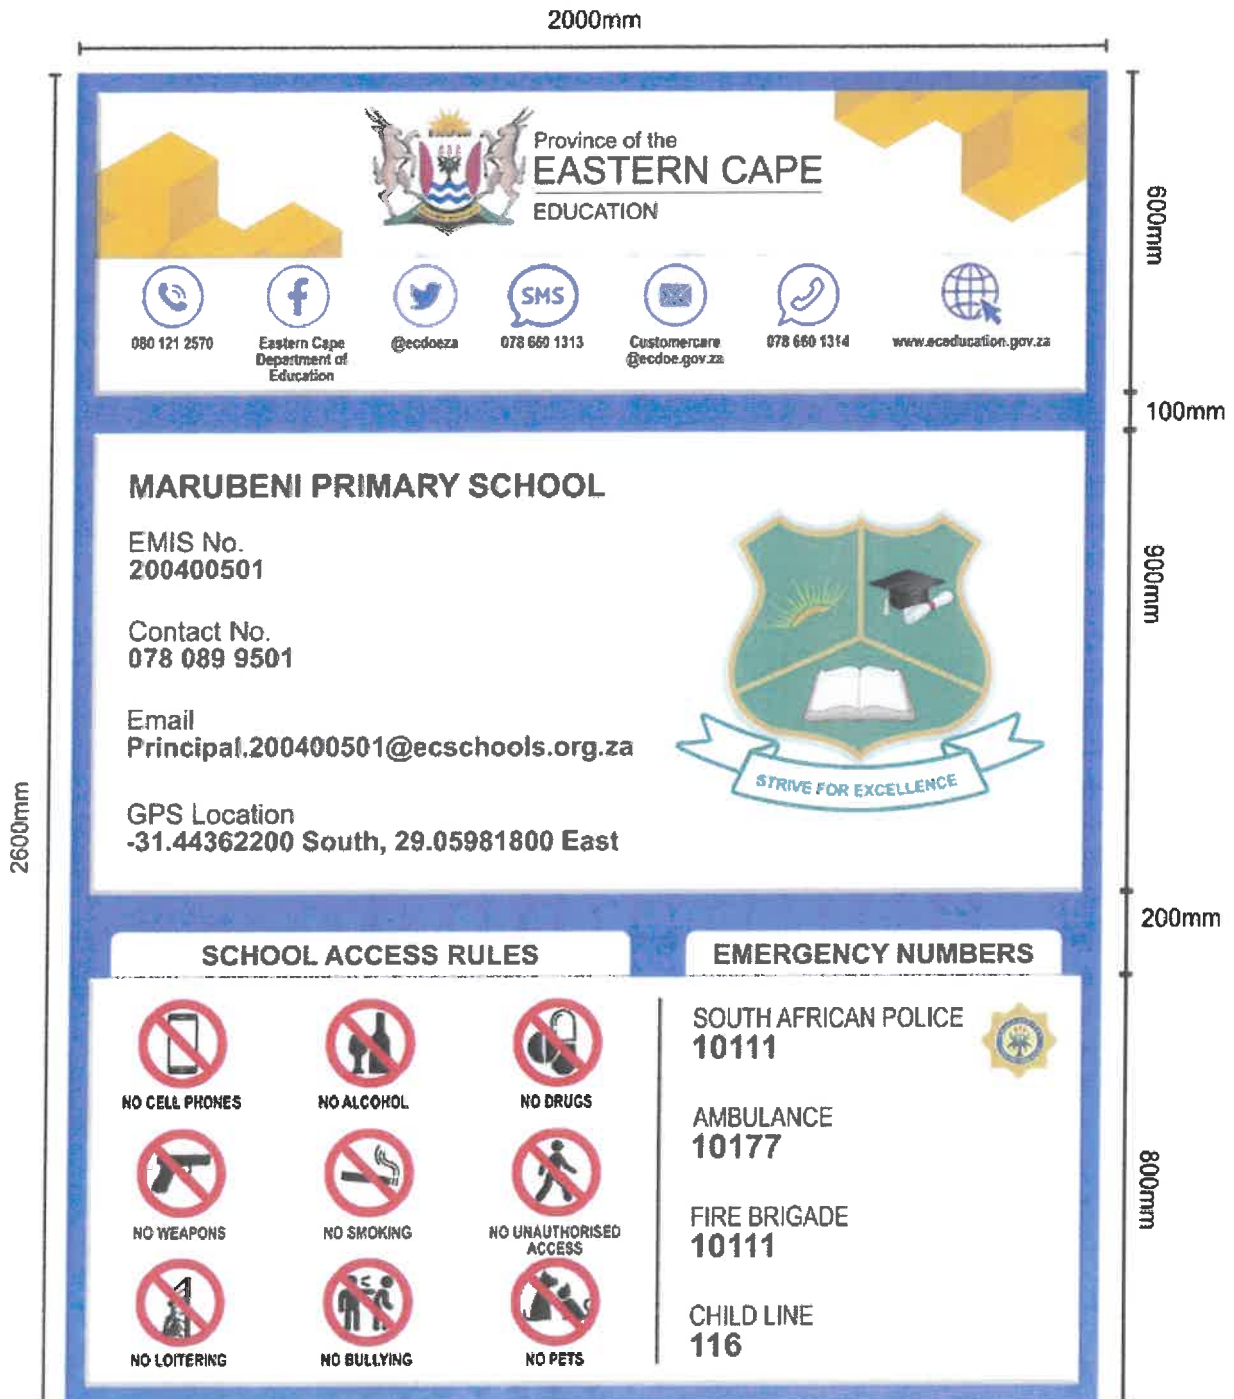 2000mm
Province of the
EASTERN CAPE
EDUCATION
600mm
SMS
080 121 2570
Eastern Cape
Department of
Education
@ecdoeza
078 660 1313
Customercare
@ecdoe.gov.za
078 660 1314
www.eceducation.gov.za
100mm
MARUBENI PRIMARY SCHOOL
EMIS No.
200400501
Contact No.
078 089 9501
Email
Principal.200400501@ecschools.org.za
GPS Location
-31.44362200 South, 29.05981800 East
STRIVE FOR EXCELLENCE
900mm
2600mm
200mm
SCHOOL ACCESS RULES
NO CELL PHONES
NO ALCOHOL
NO DRUGS
NO WEAPONS
NO SMOKING
NO UNAUTHORISED
ACCESS
NO LOITERING
NO BULLYING
NO PETS
EMERGENCY NUMBERS
SOUTH AFRICAN POLICE
10111
AMBULANCE
10177
FIRE BRIGADE
10111
CHILD LINE
116
800mm